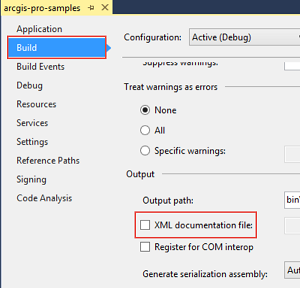 arcgis-pro-samples
Application
Build
Build Events
Debug
Resources
Services
Settings
Reference Paths
Signing
Code Analysis
Configuration: Active (Debug)
Suppress warnings:
Treat warnings as errors
None
All
Specific warnings:
Output
Output path: bin
XML documentation file:
Register for COM interop
Generate serialization assembly: Aut